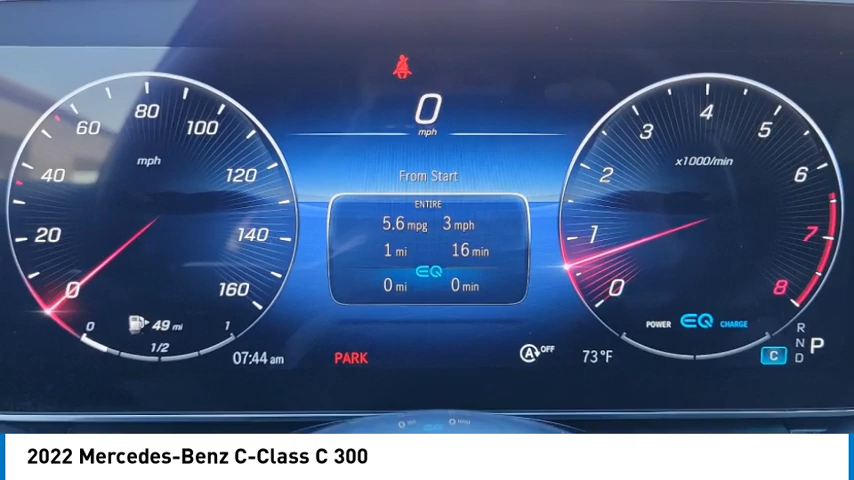 0
mph
From Start
ENTIRE
5.6 mpg 3 mph
1 mi 16 min
EQ
0 mi 0 min
0 20 40 60 80 100 120 140 160
mph
0 1/2 1
49 mi
07:44 am
PARK
A OFF
73°F
0 1 2 3 4 5 6 7 8
x1000/min
POWER EQ CHARGE
C
R
N
D
P
2022 Mercedes-Benz C-Class C 300